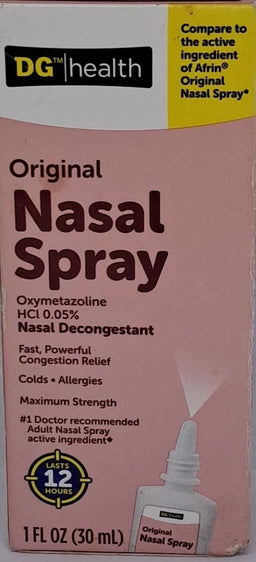 DG™ health
Compare to
the active
ingredient
of Afrin®
Original
Nasal Spray♦
Original
Nasal
Spray
Oxymetazoline
HCl 0.05%
Nasal Decongestant
Fast, Powerful
Congestion Relief
Colds • Allergies
Maximum Strength
#1 Doctor recommended
Adult Nasal Spray
active ingredient◆
LASTS
12
HOURS
1 FL OZ (30 mL)
DG health
Original
Nasal Spray